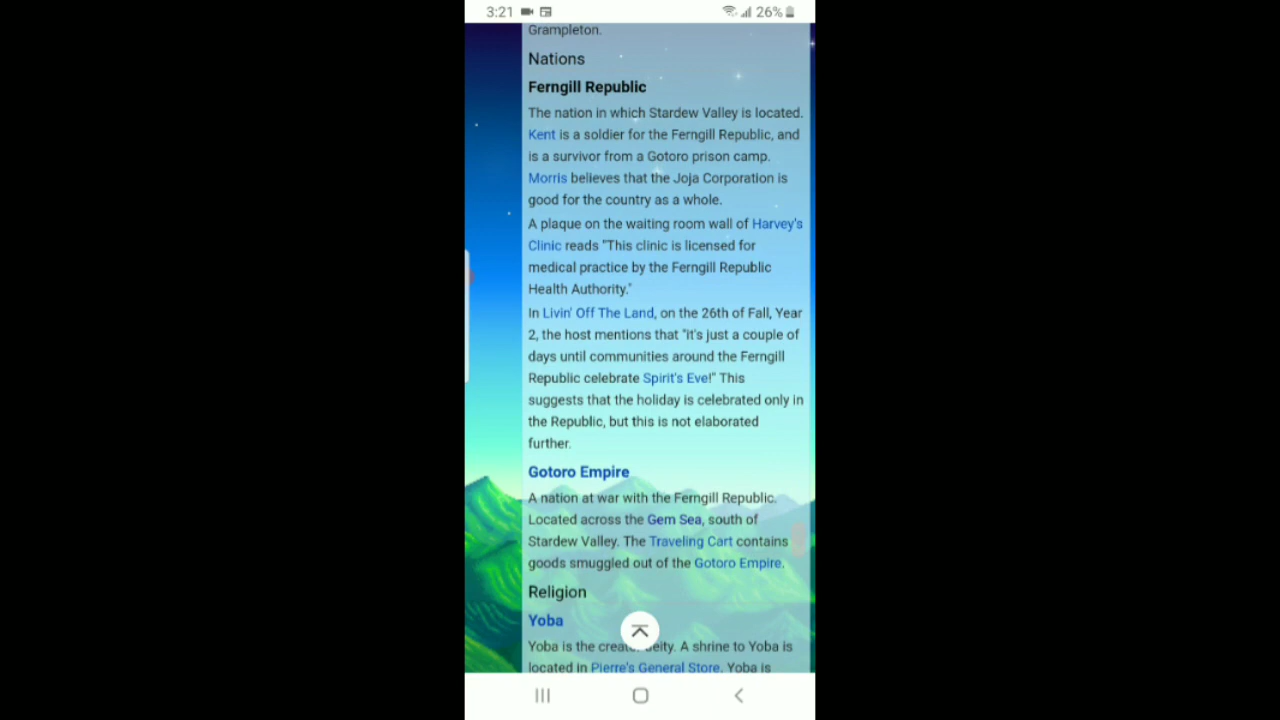 3:21 26%
Grampleton.
Nations
Ferngill Republic
The nation in which Stardew Valley is located.
Kent is a soldier for the Ferngill Republic, and
is a survivor from a Gotoro prison camp.
Morris believes that the Joja Corporation is
good for the country as a whole.
A plaque on the waiting room wall of Harvey's
Clinic reads "This clinic is licensed for
medical practice by the Ferngill Republic
Health Authority."
In Livin' Off The Land, on the 26th of Fall, Year
2, the host mentions that "it's just a couple of
days until communities around the Ferngill
Republic celebrate Spirit's Eve!" This
suggests that the holiday is celebrated only in
the Republic, but this is not elaborated
further.
Gotoro Empire
A nation at war with the Ferngill Republic.
Located across the Gem Sea, south of
Stardew Valley. The Traveling Cart contains
goods smuggled out of the Gotoro Empire.
Religion
Yoba
Yoba is the A shrine to Yoba is
located in Pierre's General Store. Yoba is